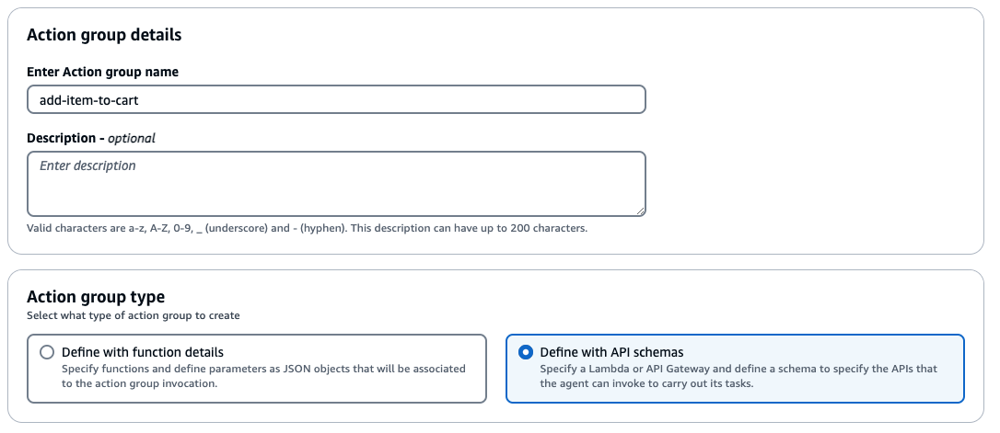 Action group details
Enter Action group name
add-item-to-cart
Description - optional
Enter description
Valid characters are a-z, A-Z, 0-9, _ (underscore) and - (hyphen). This description can have up to 200 characters.
Action group type
Select what type of action group to create
Define with function details
Specify functions and define parameters as JSON objects that will be associated
to the action group invocation.
Define with API schemas
Specify a Lambda or API Gateway and define a schema to specify the APIs that
the agent can invoke to carry out its tasks.